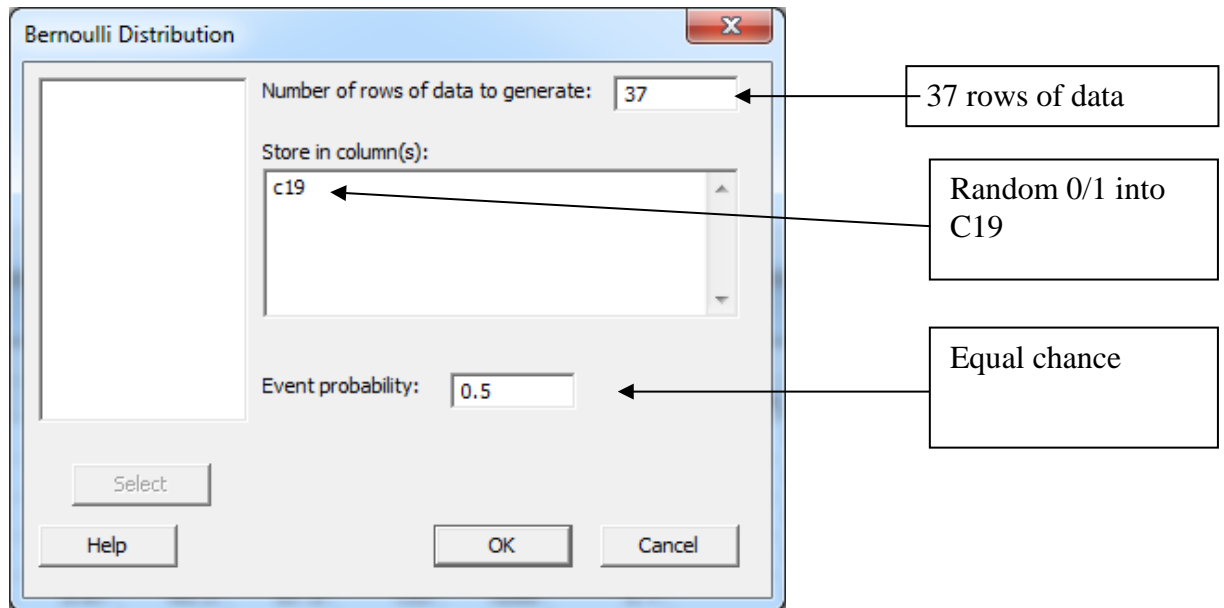 Bernoulli Distribution
Number of rows of data to generate: 37
37 rows of data
Store in column(s):
c19
Random 0/1 into
C19
Event probability: 0.5
Equal chance
Select
Help OK Cancel